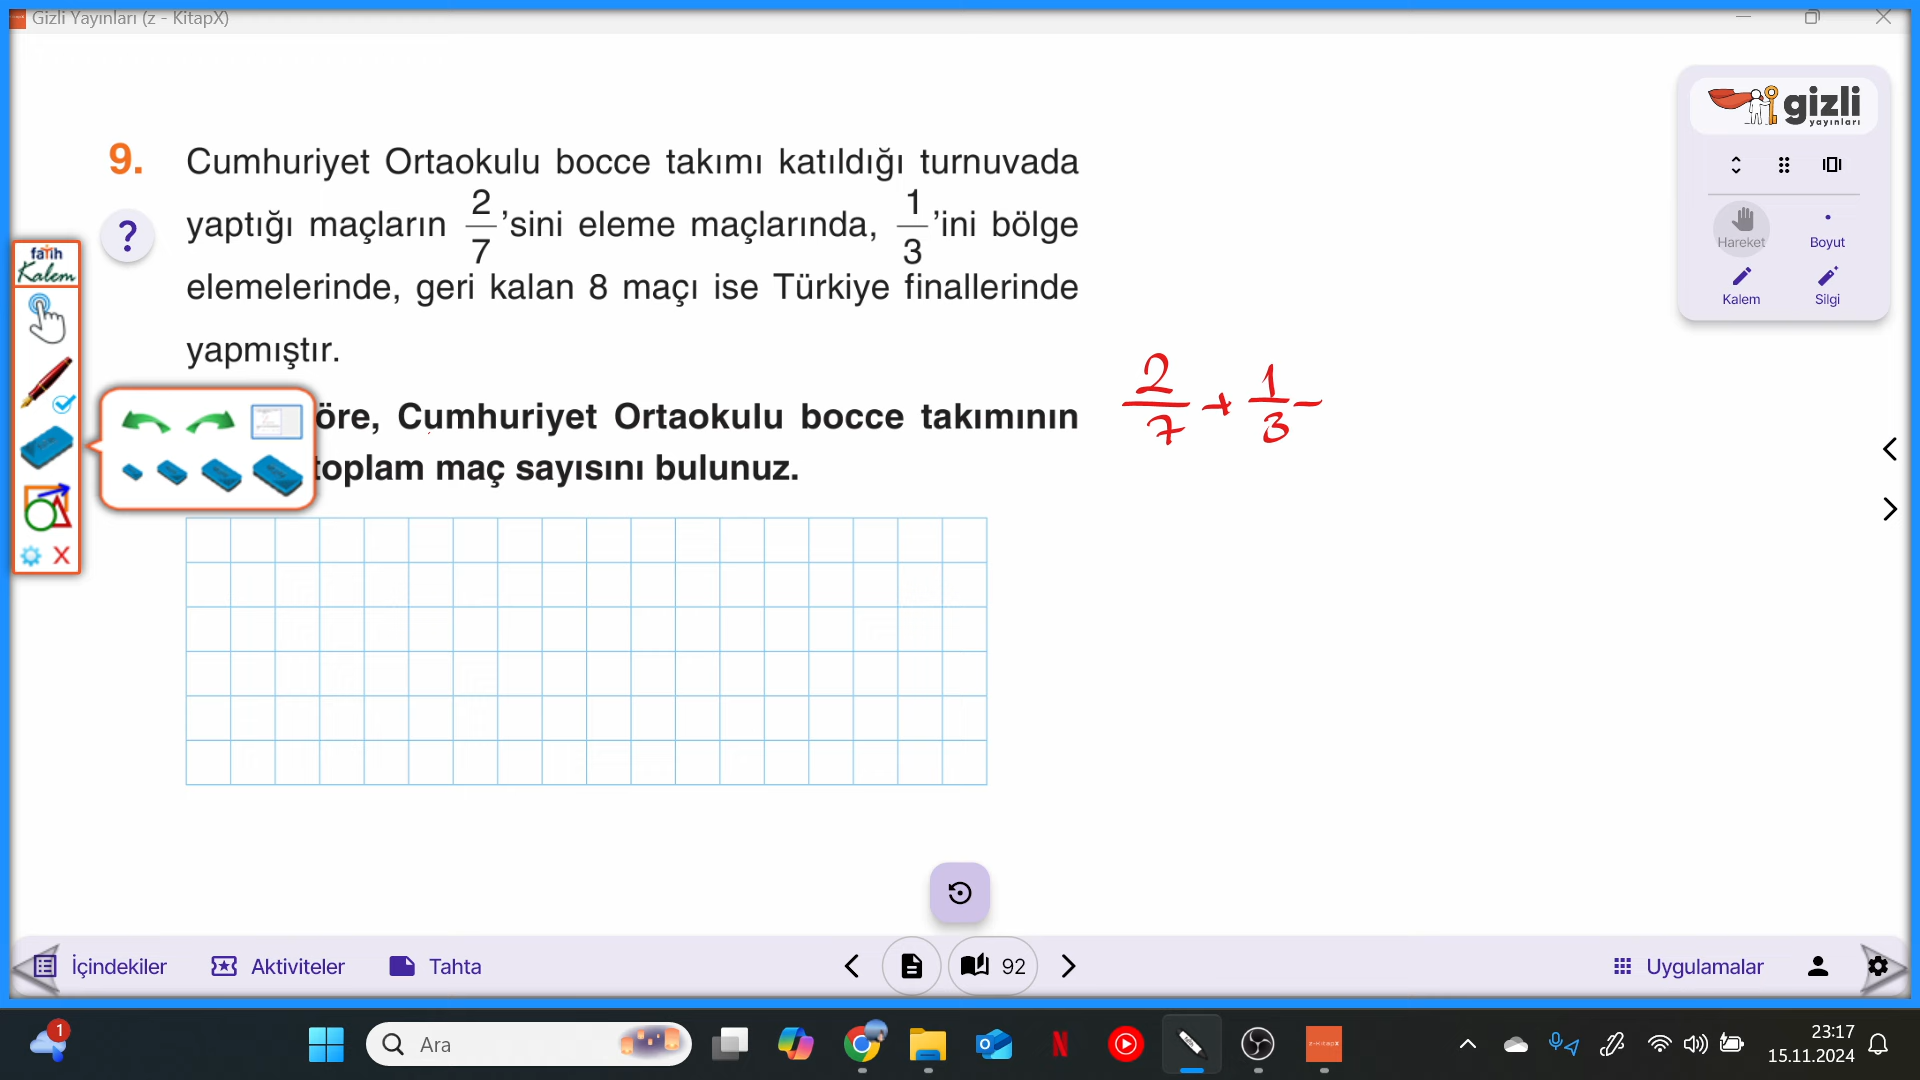 Gizli Yayınları (z - KitapX)
gizli
yayınları
Hareket
Boyut
Kalem
Silgi
fatih
Kalem
9. Cumhuriyet Ortaokulu bocce takımı katıldığı turnuvada
yaptığı maçların 2/7 'sini eleme maçlarında, 1/3 'ini bölge
elemelerinde, geri kalan 8 maçı ise Türkiye finallerinde
yapmıştır.
öre, Cumhuriyet Ortaokulu bocce takımının
toplam maç sayısını bulunuz.
?
2/7 + 1/3 -
İçindekiler
Aktiviteler
Tahta
92
Uygulamalar
1
Ara
23:17
15.11.2024